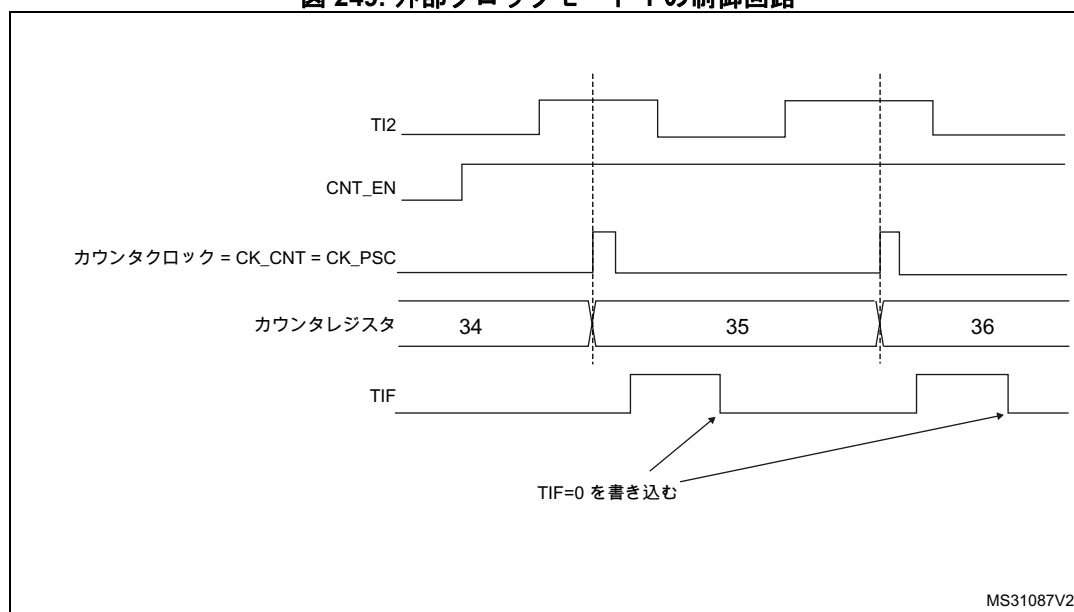 TI2
CNT_EN
カウンタクロック = CK_CNT = CK_PSC
カウンタレジスタ
34
35
36
TIF
TIF=0 を書き込む
MS31087V2